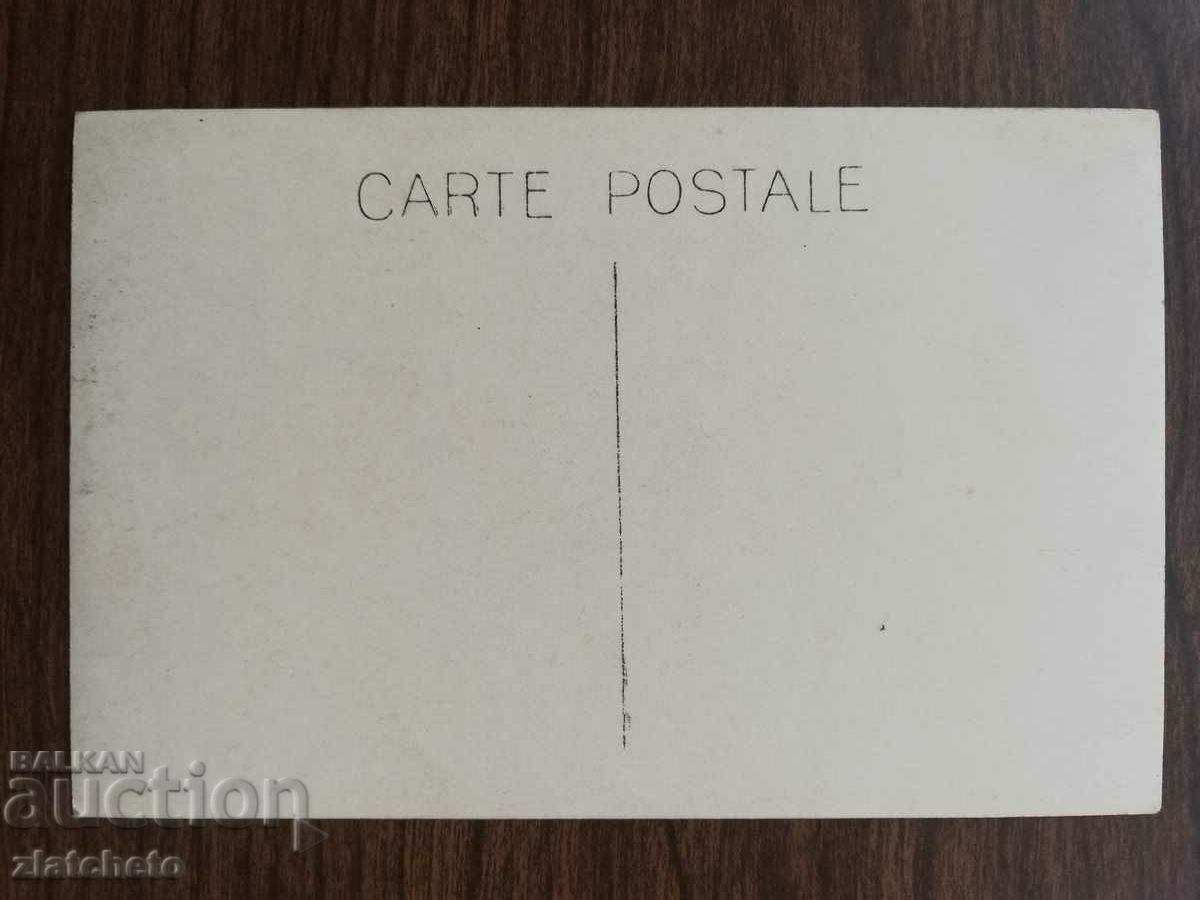 CARTE POSTALE
BALKAN
auction
zlatcheto